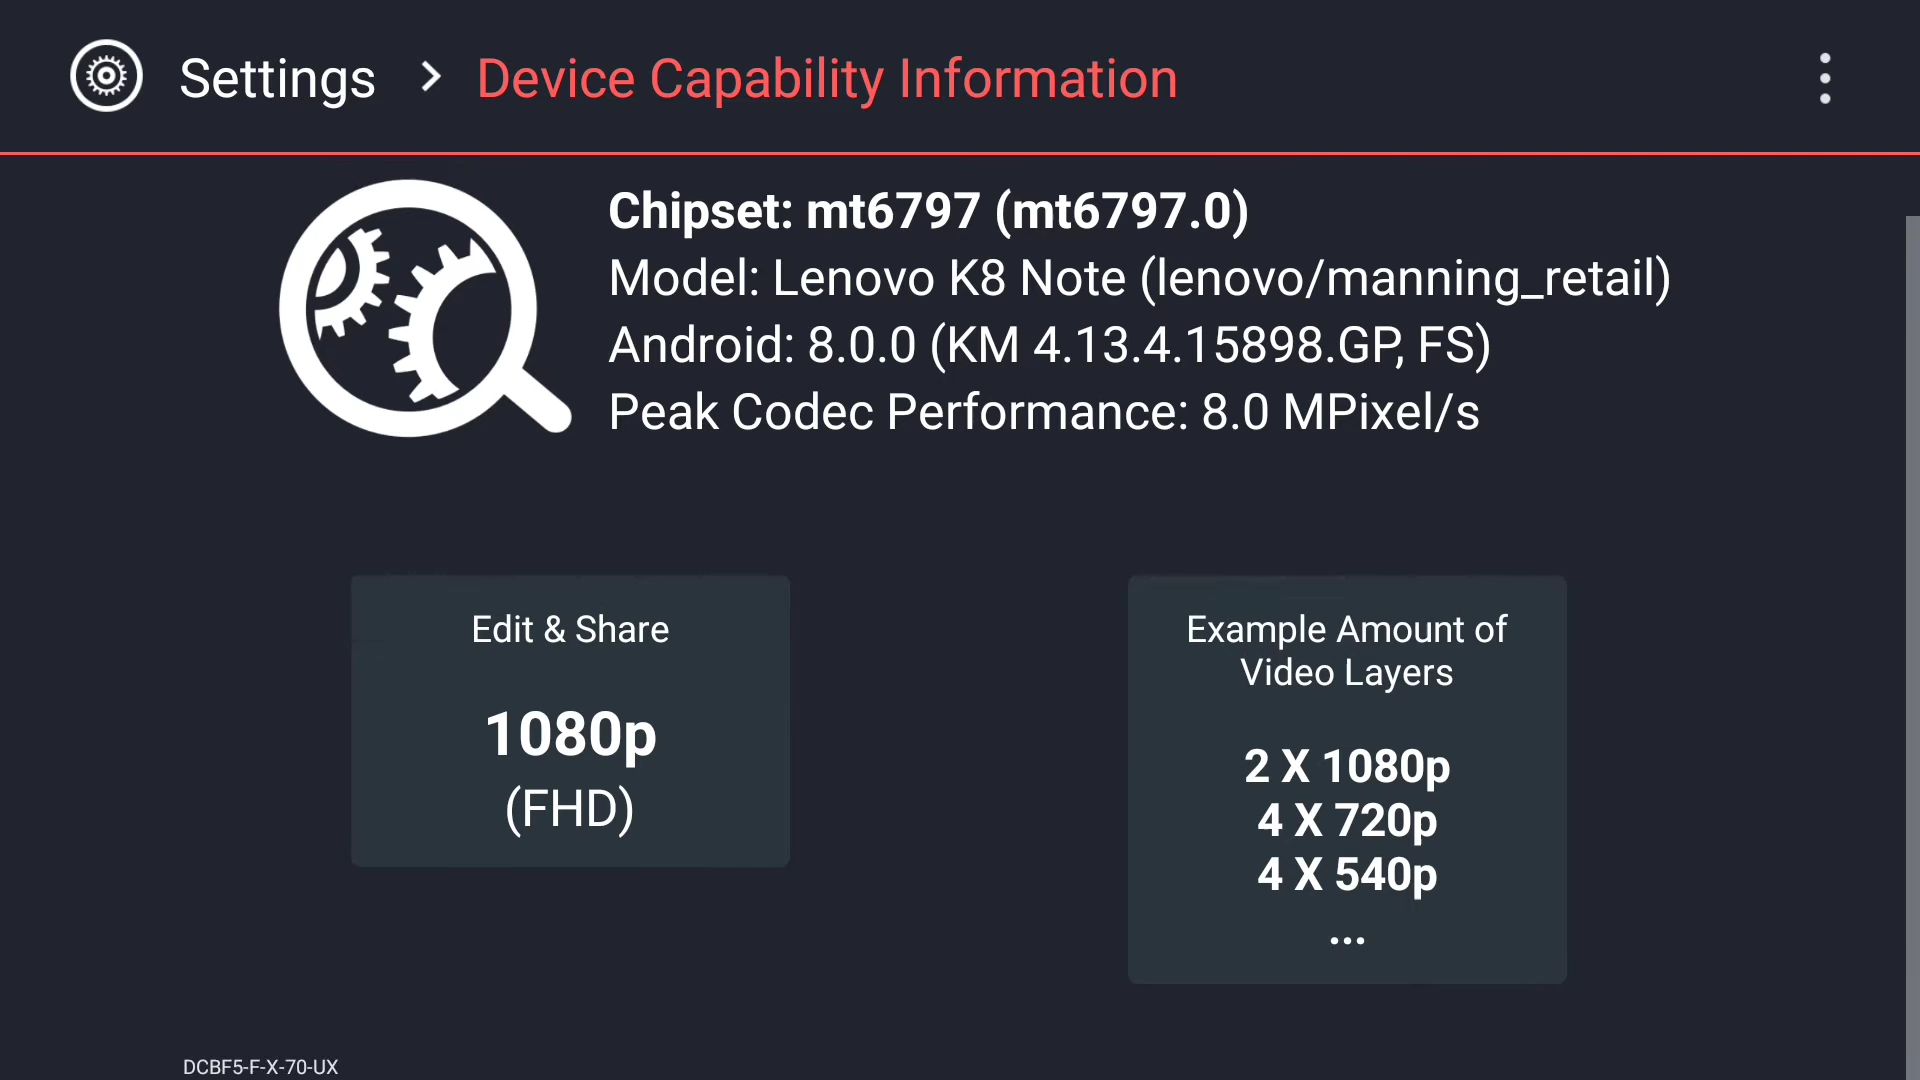 Settings > Device Capability Information
Chipset: mt6797 (mt6797.0)
Model: Lenovo K8 Note (lenovo/manning_retail)
Android: 8.0.0 (KM 4.13.4.15898.GP, FS)
Peak Codec Performance: 8.0 MPixel/s
Edit & Share
1080p
(FHD)
Example Amount of
Video Layers
2 X 1080p
4 X 720p
4 X 540p
...
DCBF5-F-X-70-UX